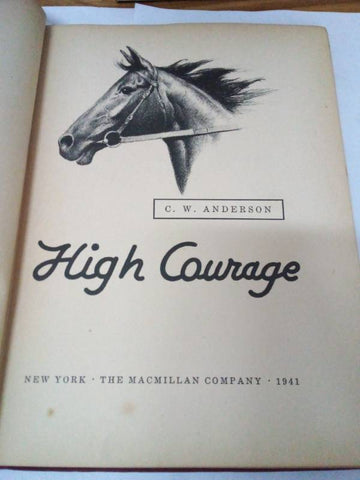 C. W. ANDERSON
High Courage
NEW YORK · THE MACMILLAN COMPANY · 1941